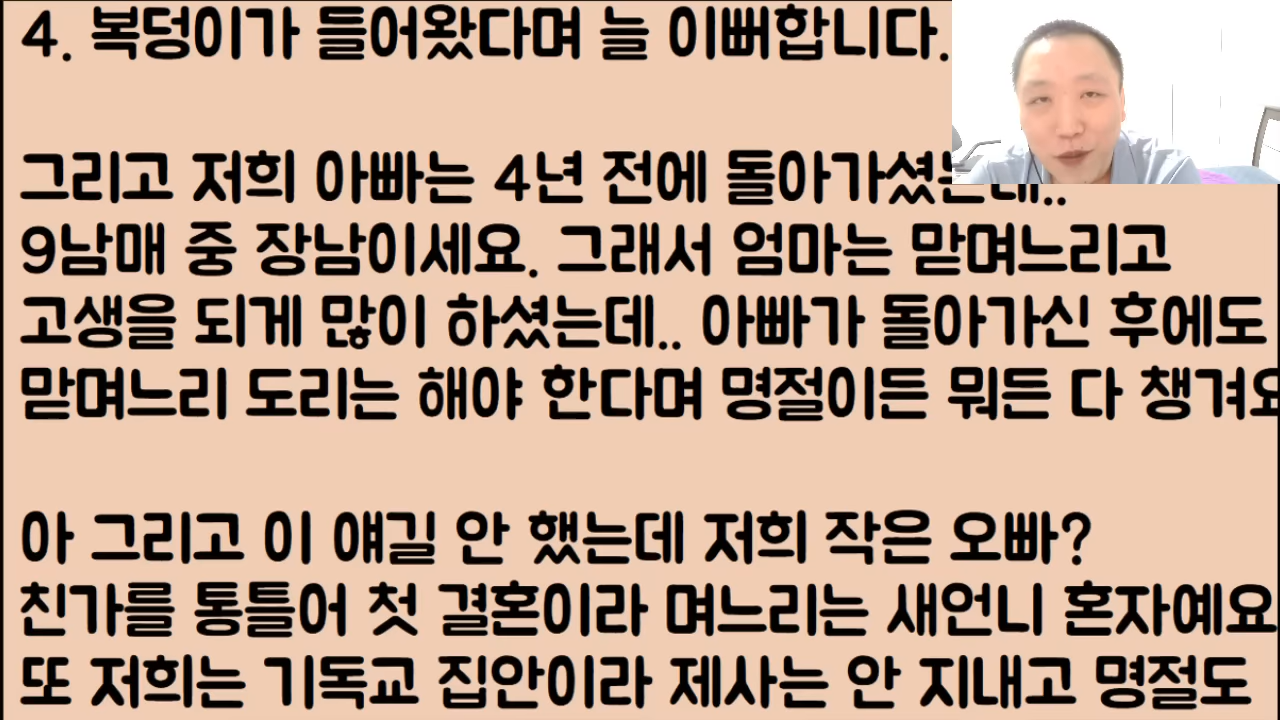 4. 복덩이가 들어왔다며 늘 이뻐합니다.
그리고 저희 아빠는 4년 전에 돌아가셨는데..
9남매 중 장남이세요. 그래서 엄마는 맏며느리고
고생을 되게 많이 하셨는데.. 아빠가 돌아가신 후에도
맏며느리 도리는 해야 한다며 명절이든 뭐든 다 챙겨요
아 그리고 이 얘길 안 했는데 저희 작은 오빠?
친가를 통틀어 첫 결혼이라 며느리는 새언니 혼자예요
또 저희는 기독교 집안이라 제사는 안 지내고 명절도